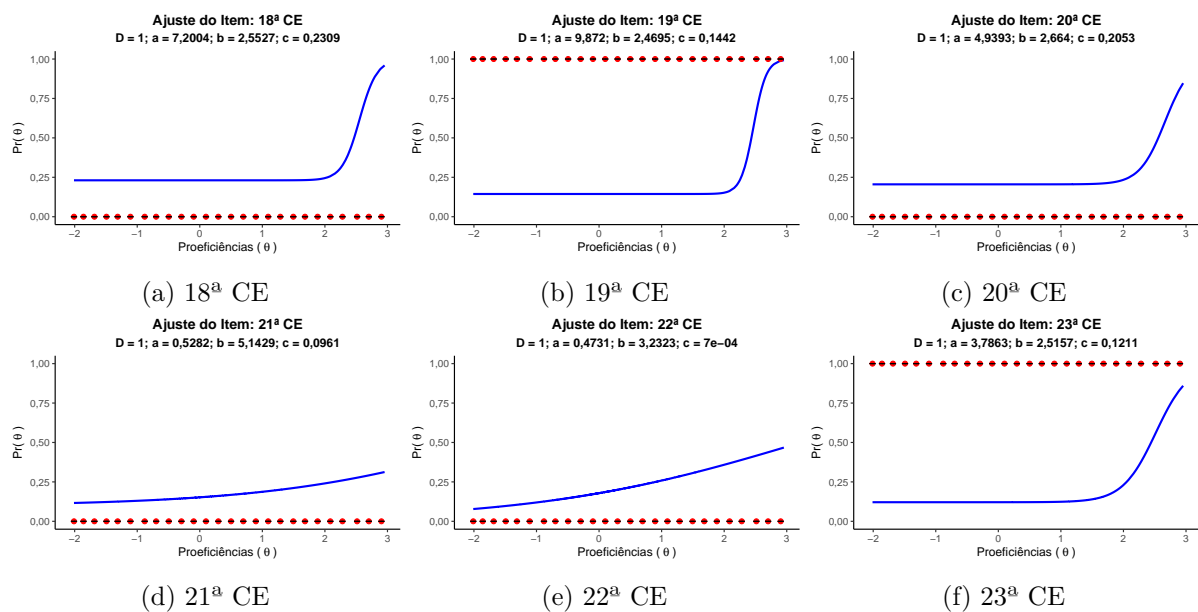 Ajuste do Item: 18ª CE
D = 1; a = 7,2004; b = 2,5527; c = 0,2309
1,00
0,75
0,50
0,25
0,00
Pr( θ )
−2 −1 0 1 2 3
Proeficiências ( θ )
(a) 18ª CE
Ajuste do Item: 19ª CE
D = 1; a = 9,872; b = 2,4695; c = 0,1442
1,00
0,75
0,50
0,25
0,00
Pr( θ )
−2 −1 0 1 2 3
Proeficiências ( θ )
(b) 19ª CE
Ajuste do Item: 20ª CE
D = 1; a = 4,9393; b = 2,664; c = 0,2053
1,00
0,75
0,50
0,25
0,00
Pr( θ )
−2 −1 0 1 2 3
Proeficiências ( θ )
(c) 20ª CE
Ajuste do Item: 21ª CE
D = 1; a = 0,5282; b = 5,1429; c = 0,0961
1,00
0,75
0,50
0,25
0,00
Pr( θ )
−2 −1 0 1 2 3
Proeficiências ( θ )
(d) 21ª CE
Ajuste do Item: 22ª CE
D = 1; a = 0,4731; b = 3,2323; c = 7e−04
1,00
0,75
0,50
0,25
0,00
Pr( θ )
−2 −1 0 1 2 3
Proeficiências ( θ )
(e) 22ª CE
Ajuste do Item: 23ª CE
D = 1; a = 3,7863; b = 2,5157; c = 0,1211
1,00
0,75
0,50
0,25
0,00
Pr( θ )
−2 −1 0 1 2 3
Proeficiências ( θ )
(f) 23ª CE